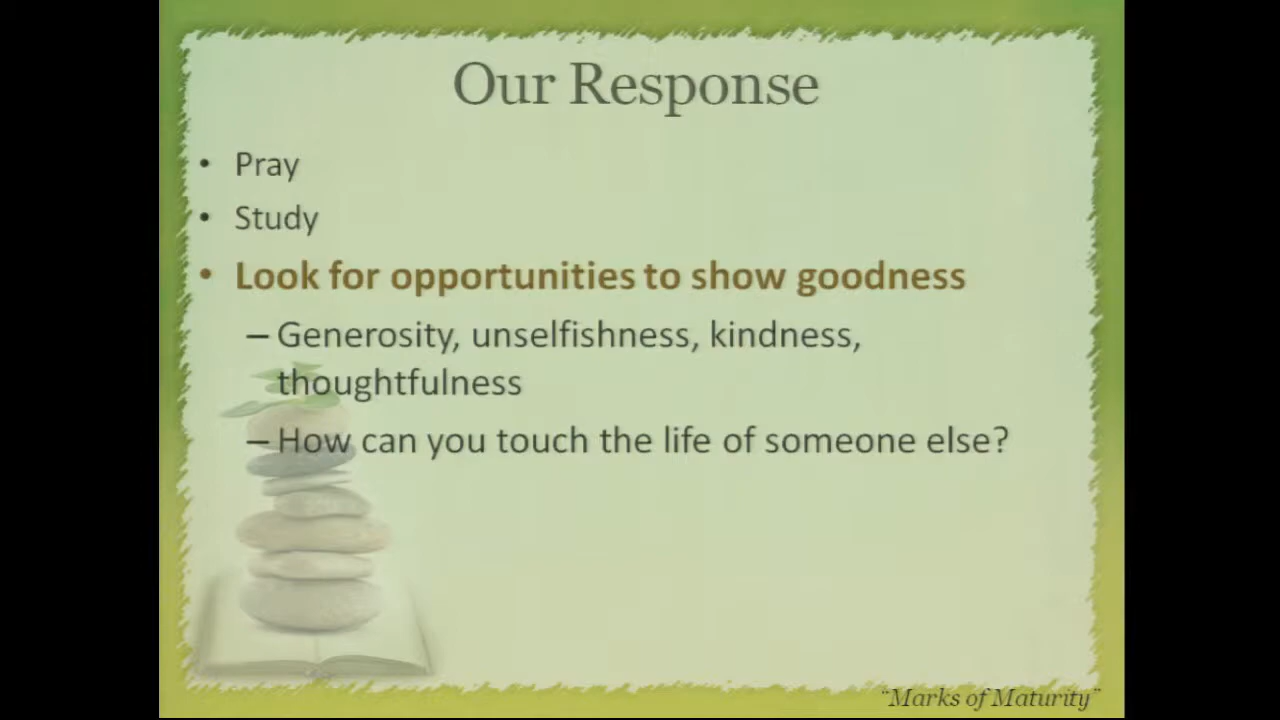 Our Response
• Pray
• Study
• Look for opportunities to show goodness
– Generosity, unselfishness, kindness,
thoughtfulness
– How can you touch the life of someone else?
“Marks of Maturity”